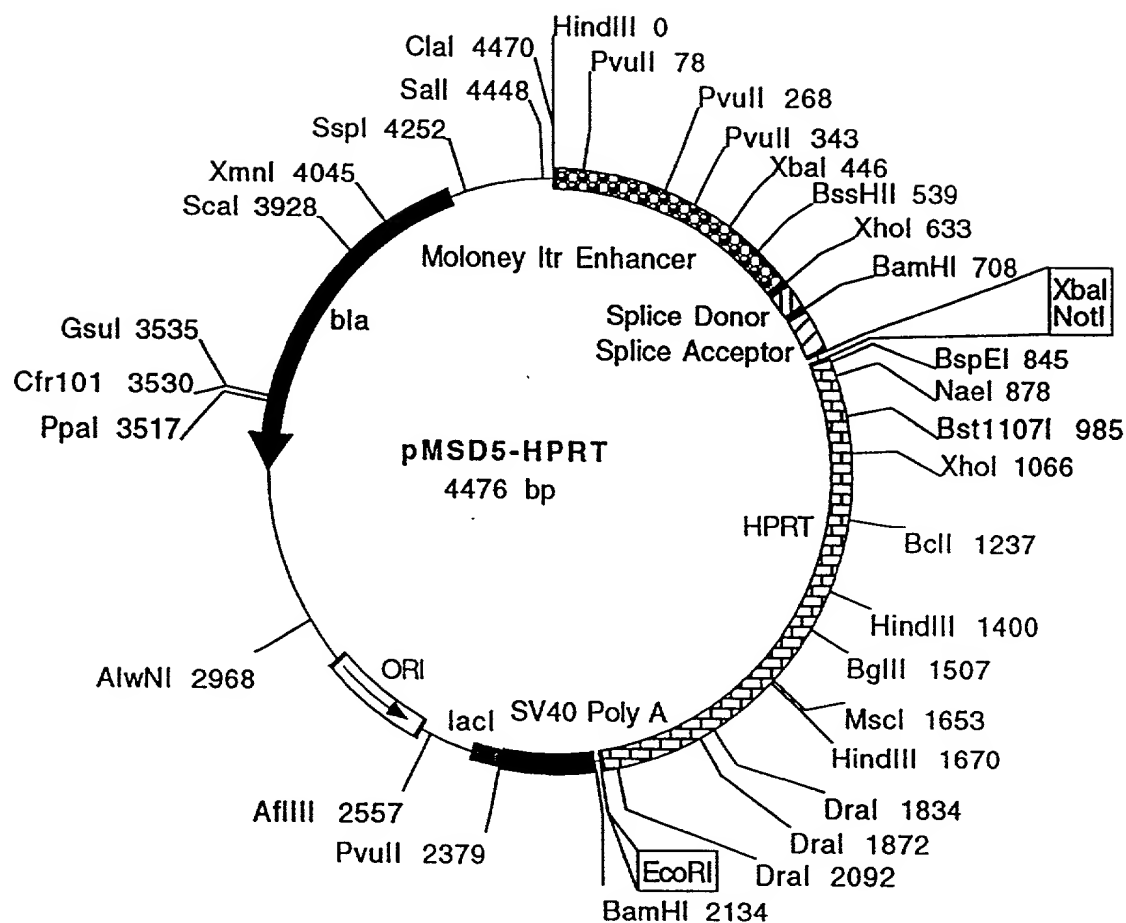 HindIII 0
ClaI 4470
PvuII 78
SalI 4448
PvuII 268
SspI 4252
PvuII 343
XbaI 446
XmnI 4045
BssHII 539
ScaI 3928
XhoI 633
Moloney ltr Enhancer
BamHI 708
XbaI
NotI
Splice Donor
bla
GsuI 3535
Splice Acceptor
BspEI 845
Cfr101 3530
NaeI 878
PpaI 3517
Bst1107I 985
pMSD5-HPRT
XhoI 1066
4476 bp
HPRT
BclI 1237
HindIII 1400
ORI
BglII 1507
AlwNI 2968
lacI
SV40 Poly A
MscI 1653
HindIII 1670
AflIII 2557
DraI 1834
PvuII 2379
DraI 1872
EcoRI
DraI 2092
BamHI 2134